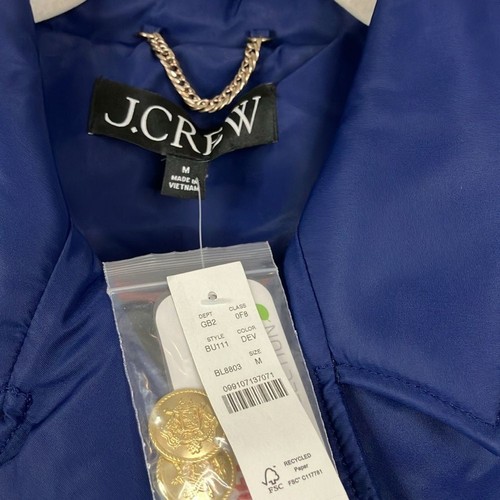 J.CREW
M
MADE IN
VIETNAM
DEPT CLASS
GB2 0F8
STYLE COLOR
BU111 DEV
SIZE
BL8803 M
099107137071
RECYCLED
Paper
FSC FSC® C117781